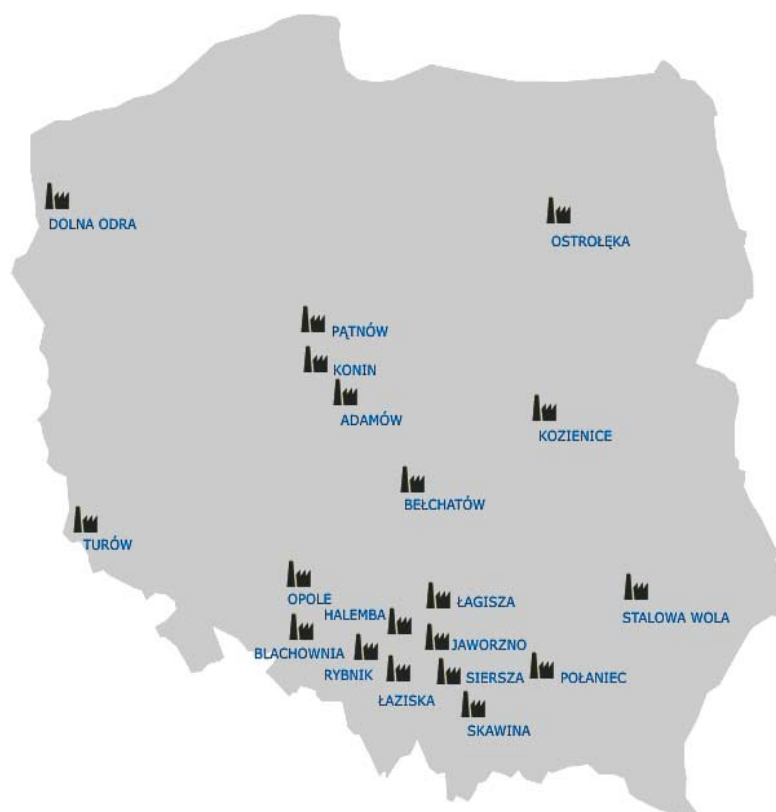 DOLNA ODRA
OSTROŁĘKA
PĄTNÓW
KONIN
ADAMÓW
KOZIENICE
BEŁCHATÓW
TURÓW
OPOLE
ŁAGISZA
STALOWA WOLA
HALEMBA
JAWORZNO
BLACHOWNIA
RYBNIK
SIERSZA
POŁANIEC
ŁAZISKA
SKAWINA